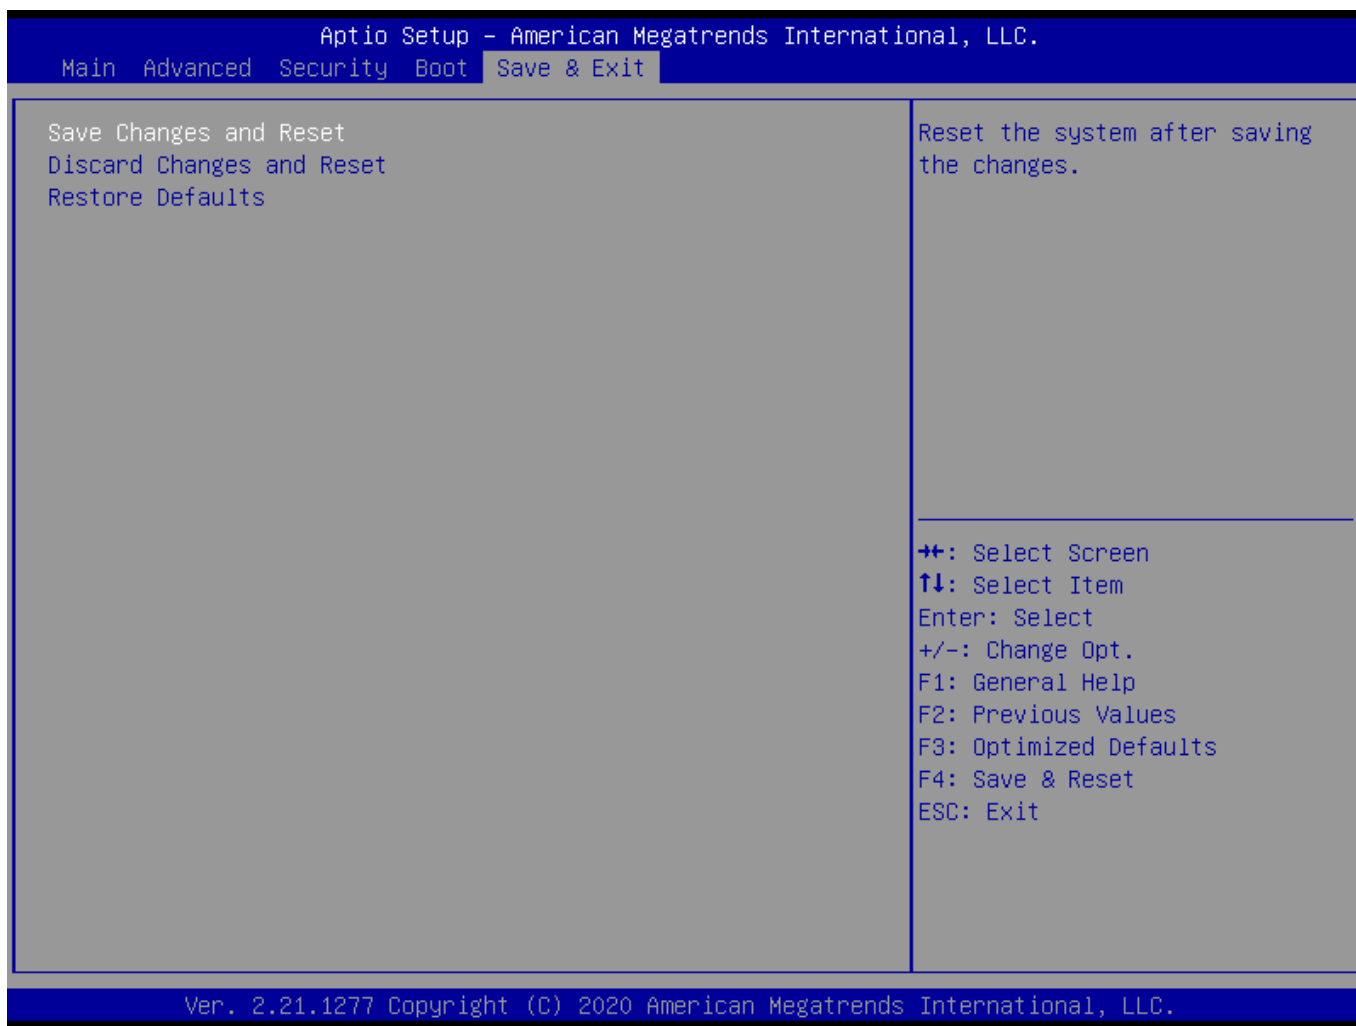 Aptio Setup – American Megatrends International, LLC.
Main Advanced Security Boot Save & Exit
Save Changes and Reset
Discard Changes and Reset
Restore Defaults
Reset the system after saving
the changes.
→←: Select Screen
↑↓: Select Item
Enter: Select
+/-: Change Opt.
F1: General Help
F2: Previous Values
F3: Optimized Defaults
F4: Save & Reset
ESC: Exit
Ver. 2.21.1277 Copyright (C) 2020 American Megatrends International, LLC.